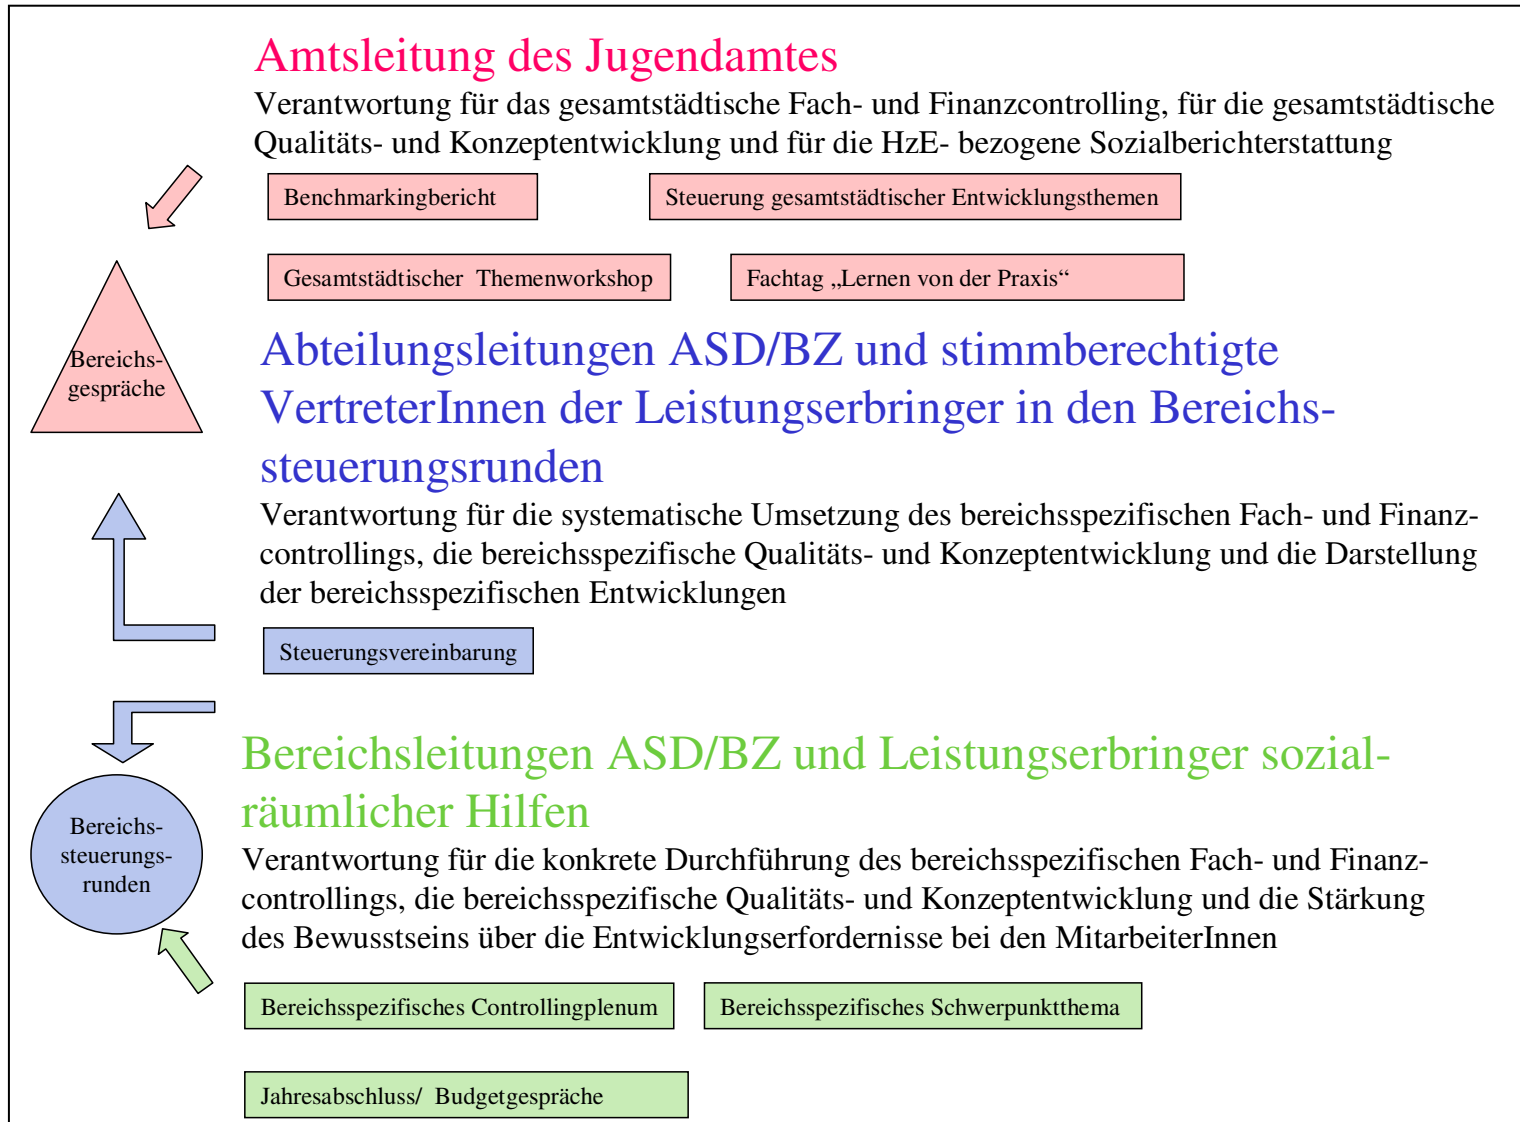 Amtsleitung des Jugendamtes
Verantwortung für das gesamtstädtische Fach- und Finanzcontrolling, für die gesamtstädtische
Qualitäts- und Konzeptentwicklung und für die HzE- bezogene Sozialberichterstattung
Benchmarkingbericht
Steuerung gesamtstädtischer Entwicklungsthemen
Gesamtstädtischer Themenworkshop
Fachtag „Lernen von der Praxis“
Bereichs-
gespräche
Abteilungsleitungen ASD/BZ und stimmberechtigte
VertreterInnen der Leistungserbringer in den Bereichs-
steuerungsrunden
Verantwortung für die systematische Umsetzung des bereichsspezifischen Fach- und Finanz-
controllings, die bereichsspezifische Qualitäts- und Konzeptentwicklung und die Darstellung
der bereichsspezifischen Entwicklungen
Steuerungsvereinbarung
Bereichs-
steuerungs-
runden
Bereichsleitungen ASD/BZ und Leistungserbringer sozial-
räumlicher Hilfen
Verantwortung für die konkrete Durchführung des bereichsspezifischen Fach- und Finanz-
controllings, die bereichsspezifische Qualitäts- und Konzeptentwicklung und die Stärkung
des Bewusstseins über die Entwicklungserfordernisse bei den MitarbeiterInnen
Bereichsspezifisches Controllingplenum
Bereichsspezifisches Schwerpunktthema
Jahresabschluss/ Budgetgespräche